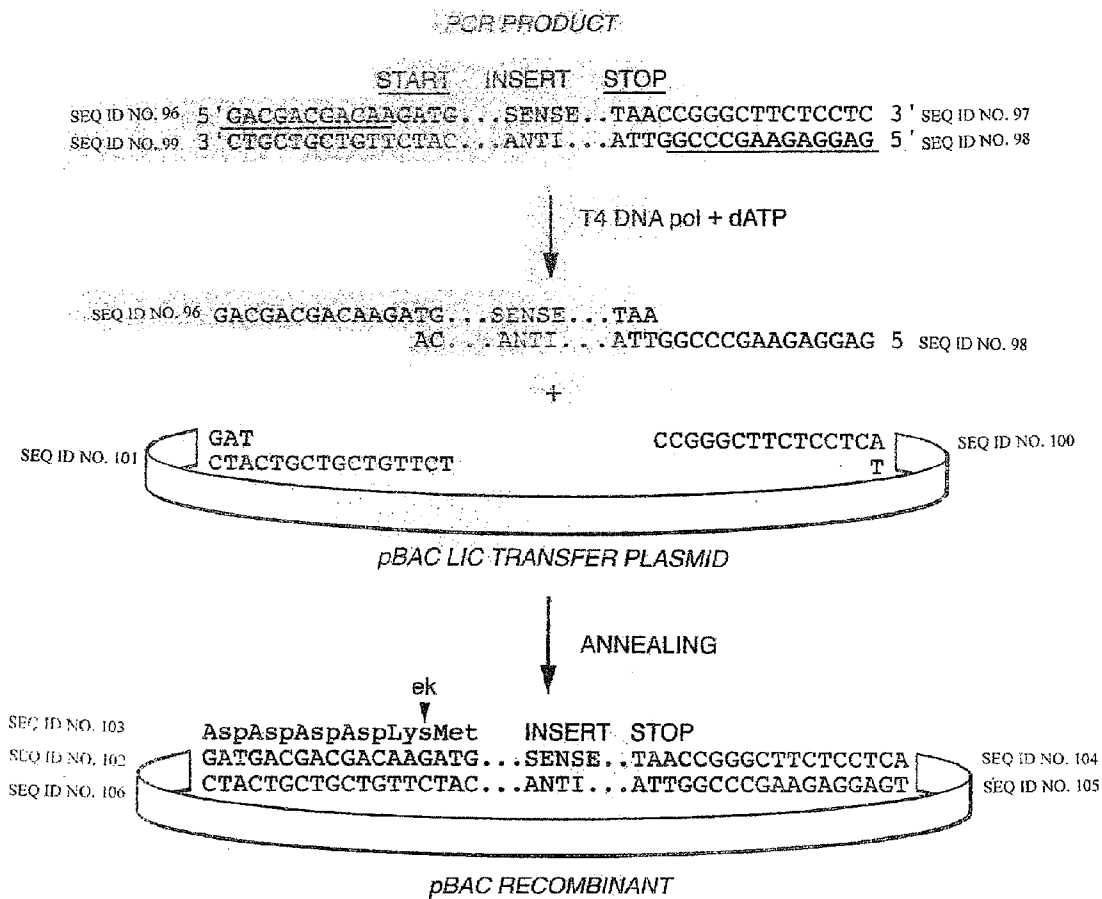 PCR PRODUCT
START INSERT STOP
SEQ ID NO. 96 5'GACGACGACAAGATG...SENSE..TAACCGGGCTTCTCCTC 3' SEQ ID NO. 97
SEQ ID NO. 99 3'CTGCTGCTGTTCTAC...ANTI...ATTGGCCCGAAGAGGAG 5' SEQ ID NO. 98
T4 DNA pol + dATP
SEQ ID NO. 96 GACGACGACAAGATG...SENSE...TAA
AC...ANTI...ATTGGCCCGAAGAGGAG 5 SEQ ID NO. 98
+
GAT CCGGGCTTCTCCTCA SEQ ID NO. 100
SEQ ID NO. 101 CTACTGCTGCTGTTCT T
pBAC LIC TRANSFER PLASMID
ANNEALING
ek
SEQ ID NO. 103 AspAspAspAspLysMet INSERT STOP
SEQ ID NO. 102 GATGACGACGACAAGATG...SENSE..TAACCGGGCTTCTCCTCA SEQ ID NO. 104
SEQ ID NO. 106 CTACTGCTGCTGTTCTAC...ANTI...ATTGGCCCGAAGAGGAGT SEQ ID NO. 105
pBAC RECOMBINANT